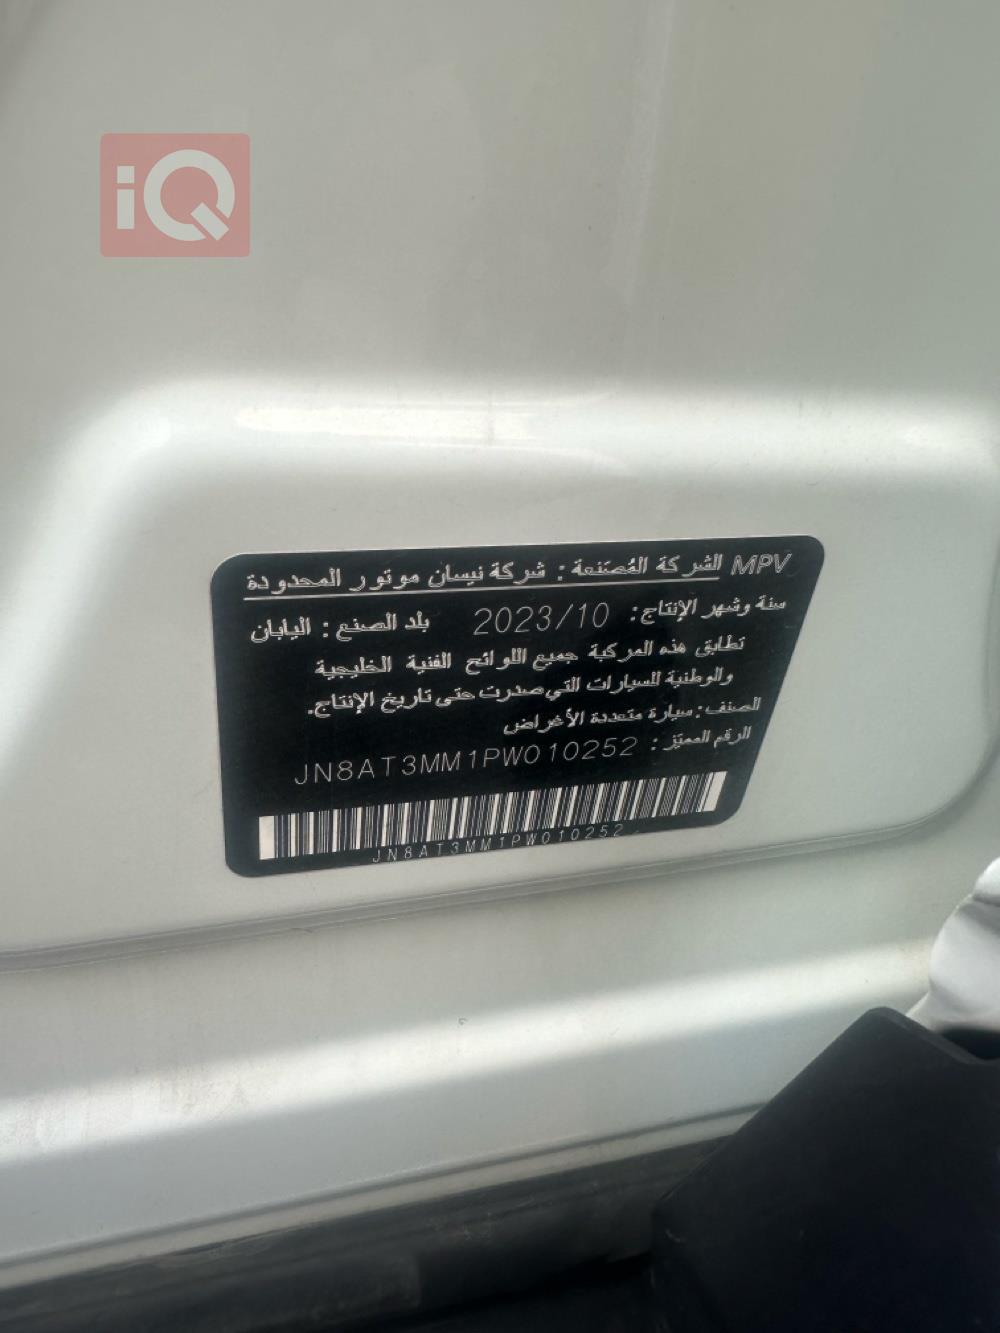 iQ
MPV الشركة المُصنعة : شركة نيسان موتور المحدودة
سنة وشهر الإنتاج: 2023/10 بلد الصنع : اليابان
تطابق هذه المركبة جميع اللوائح الفنية الخليجية
والوطنية للسيارات التي صدرت حتى تاريخ الإنتاج.
الصنف: سيارة متعددة الأغراض
الرقم المميّز : JN8AT3MM1PW010252
JN8AT3MM1PW010252